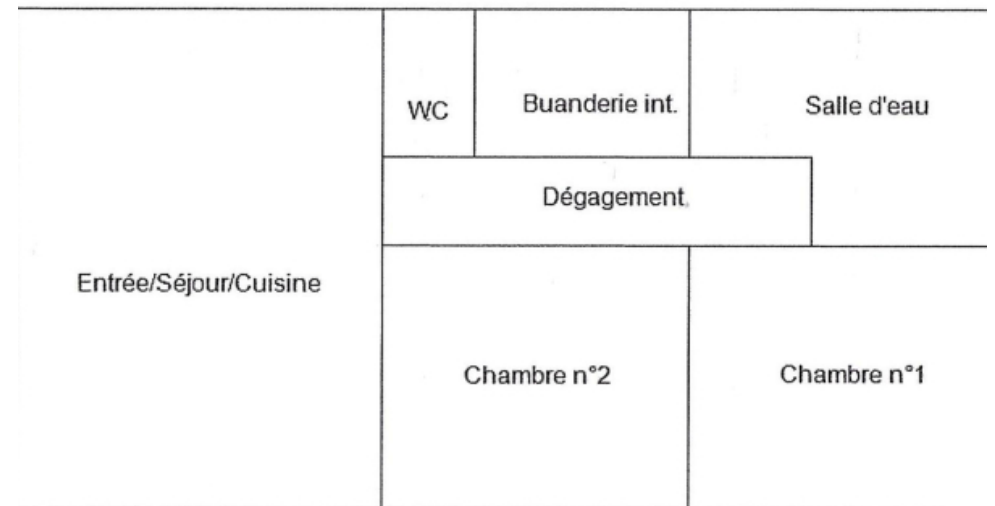 WC
Buanderie int.
Salle d'eau
Dégagement
Entrée/Séjour/Cuisine
Chambre n°2
Chambre n°1